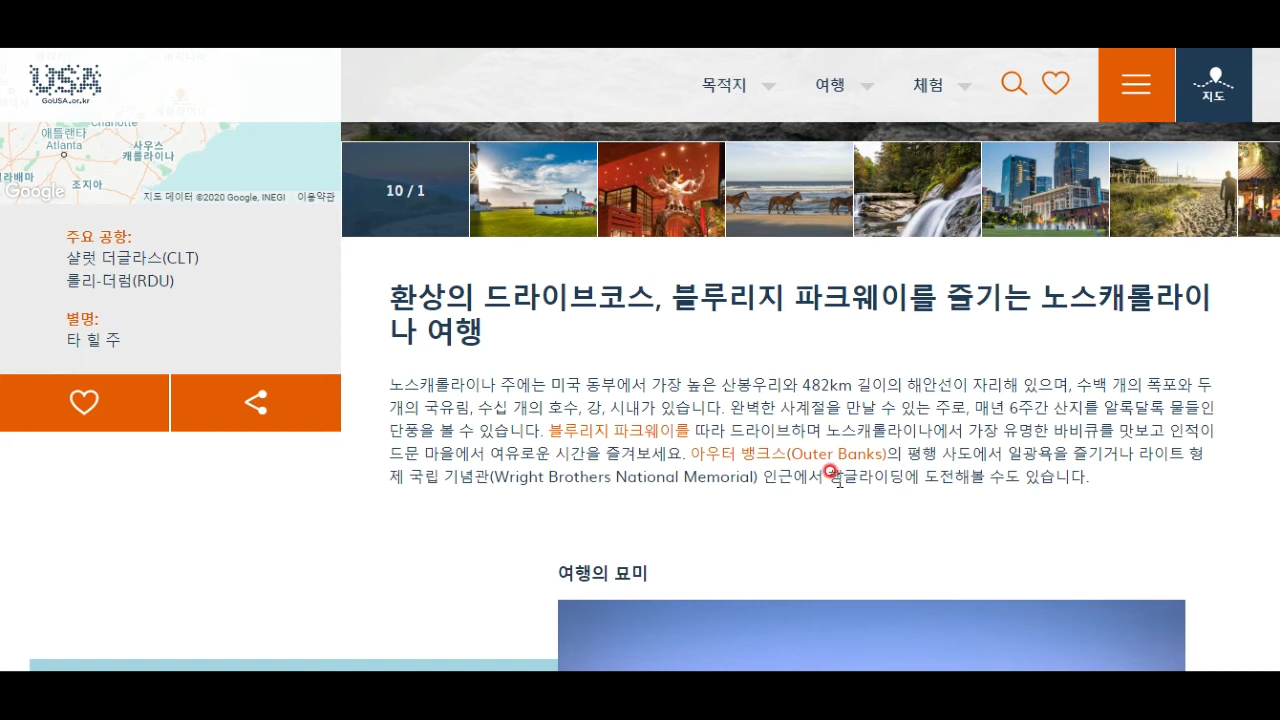 USA
GoUSA.or.kr
목적지
여행
체험
지도
Charlotte
애틀랜타
Atlanta
사우스
캐롤라이나
라배마
조지아
Google
지도 데이터 ©2020 Google, INEGI 이용약관
10 / 1
주요 공항:
샬럿 더글라스(CLT)
롤리-더럼(RDU)
별명:
타 힐 주
환상의 드라이브코스, 블루리지 파크웨이를 즐기는 노스캐롤라이
나 여행
노스캐롤라이나 주에는 미국 동부에서 가장 높은 산봉우리와 482km 길이의 해안선이 자리해 있으며, 수백 개의 폭포와 두
개의 국유림, 수십 개의 호수, 강, 시내가 있습니다. 완벽한 사계절을 만날 수 있는 주로, 매년 6주간 산지를 알록달록 물들인
단풍을 볼 수 있습니다. 블루리지 파크웨이를 따라 드라이브하며 노스캐롤라이나에서 가장 유명한 바비큐를 맛보고 인적이
드문 마을에서 여유로운 시간을 즐겨보세요. 아우터 뱅크스(Outer Banks)의 평행 사도에서 일광욕을 즐기거나 라이트 형
제 국립 기념관(Wright Brothers National Memorial) 인근에서 행글라이딩에 도전해볼 수도 있습니다.
여행의 묘미